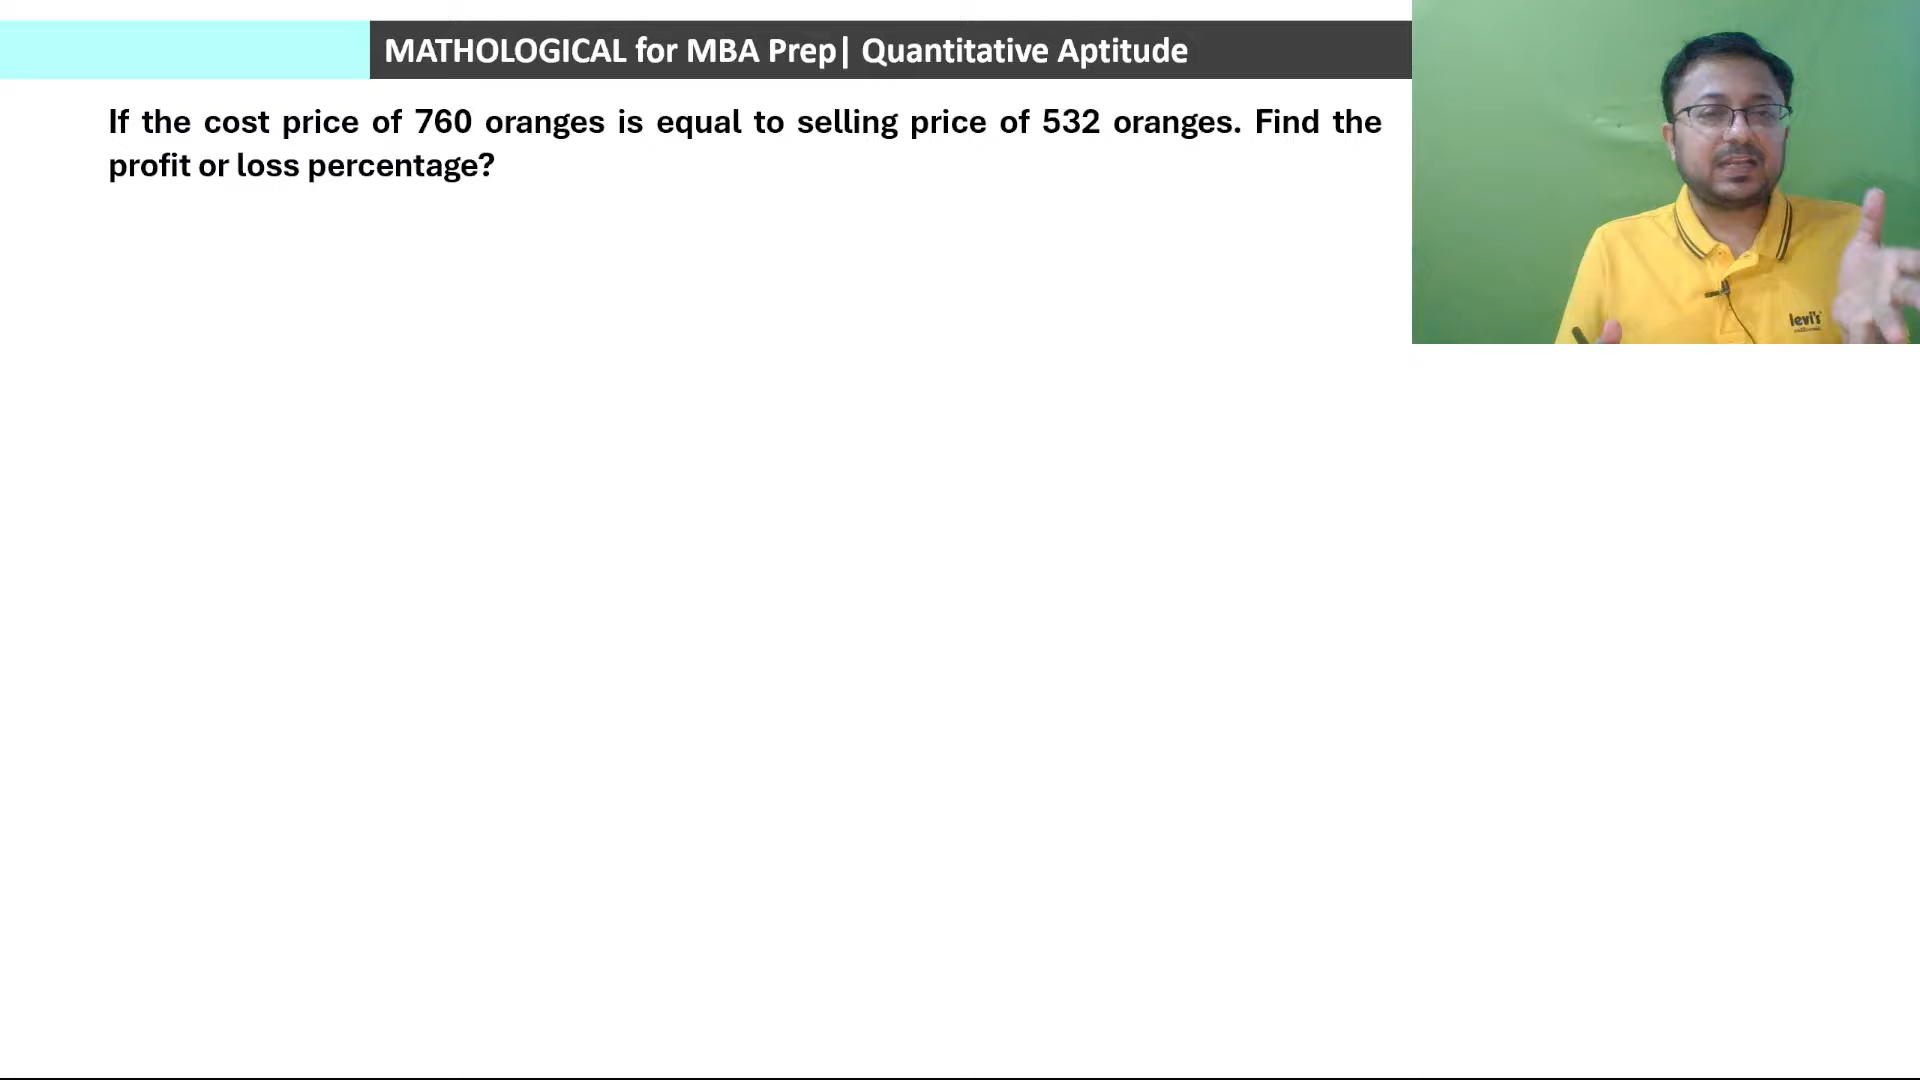 MATHOLOGICAL for MBA Prep| Quantitative Aptitude
If the cost price of 760 oranges is equal to selling price of 532 oranges. Find the
profit or loss percentage?
levi's